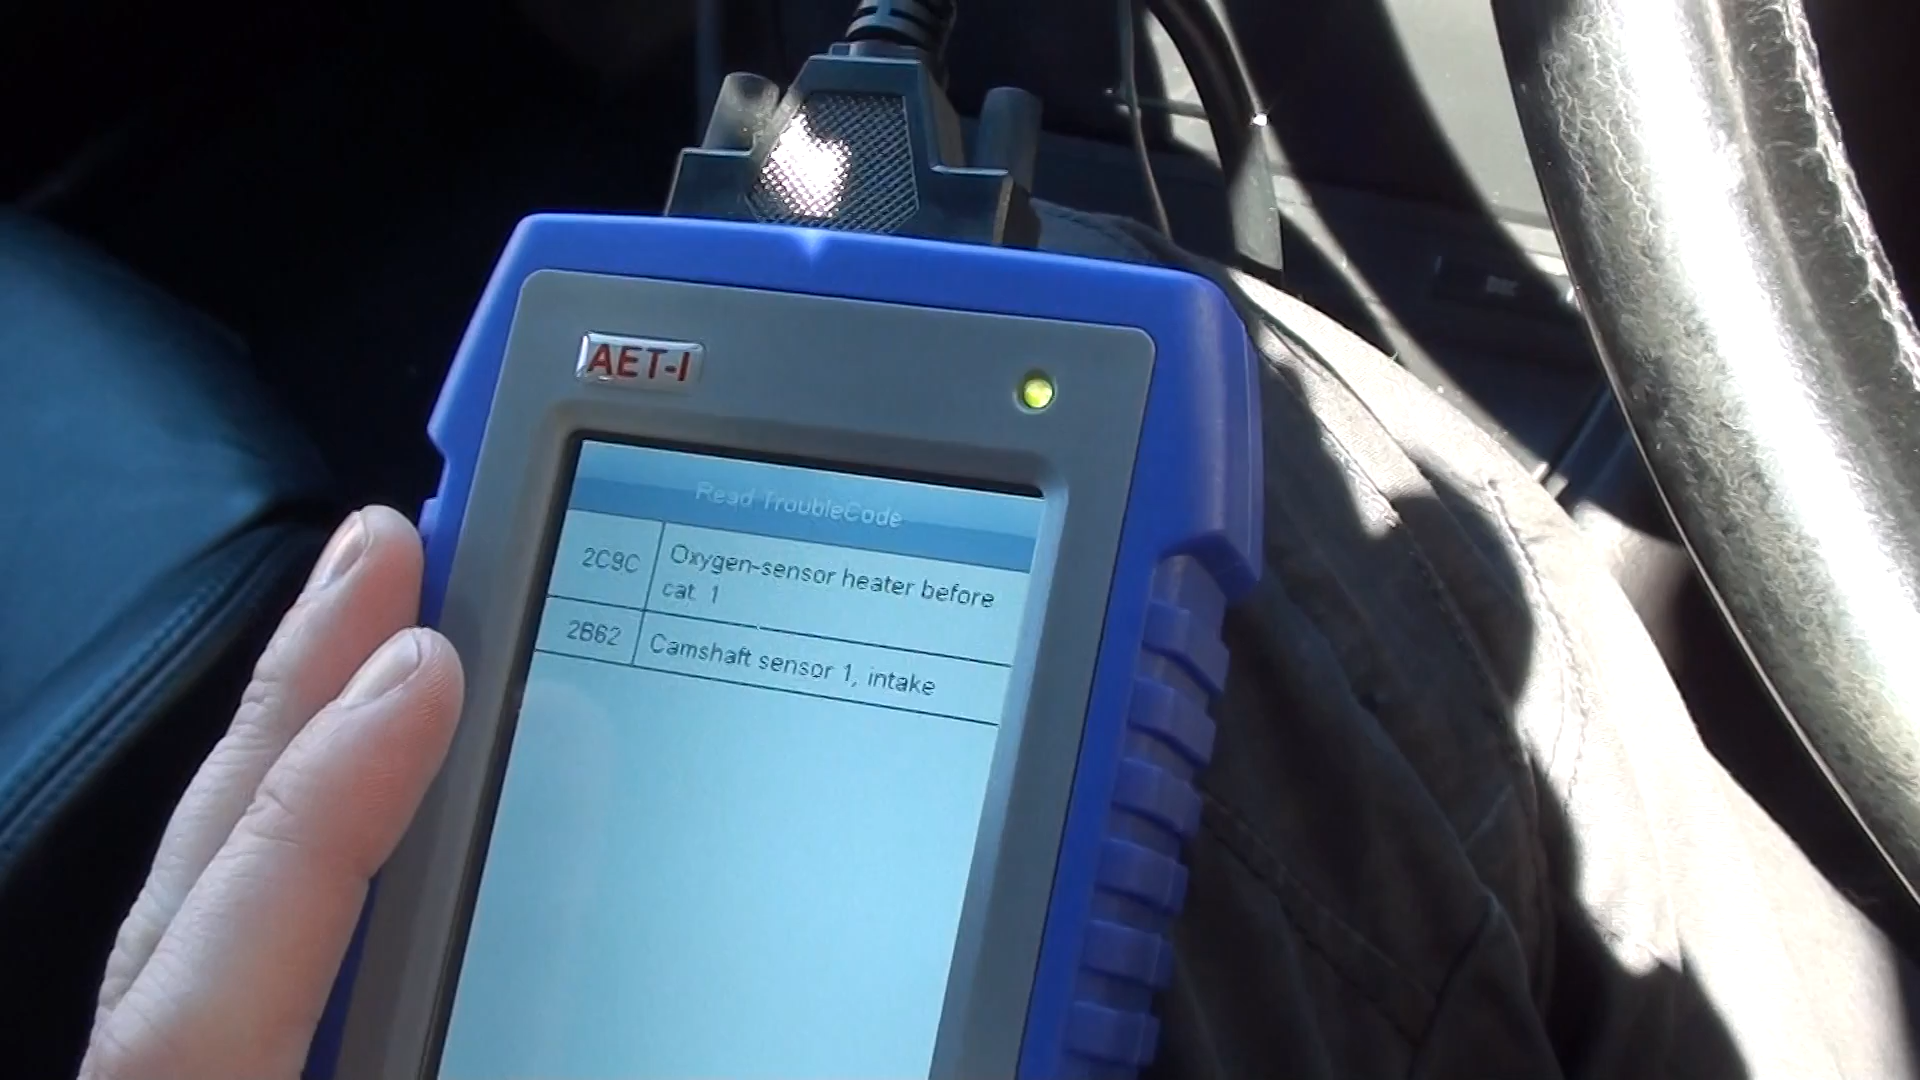 AET-I
Read TroubleCode
2C9C Oxygen-sensor heater before
cat. 1
2B62 Camshaft sensor 1, intake